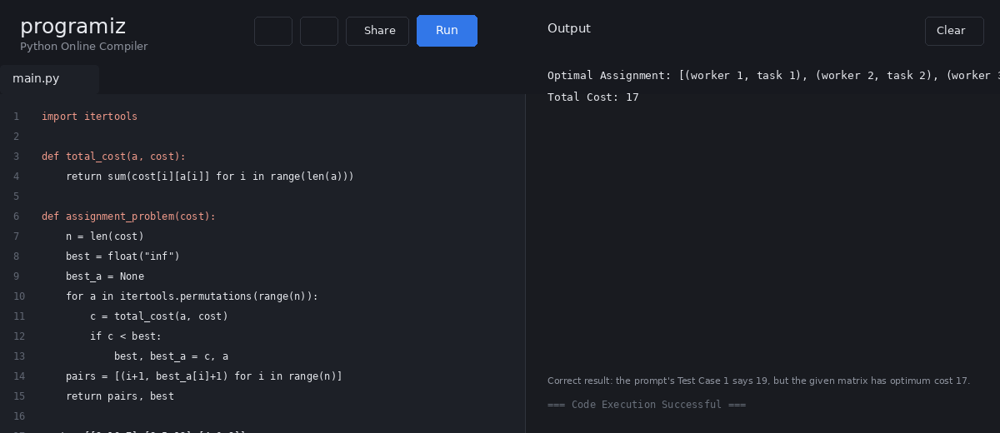 programiz
Python Online Compiler
Share
Run
main.py
1 import itertools
2
3 def total_cost(a, cost):
4 return sum(cost[i][a[i]] for i in range(len(a)))
5
6 def assignment_problem(cost):
7 n = len(cost)
8 best = float("inf")
9 best_a = None
10 for a in itertools.permutations(range(n)):
11 c = total_cost(a, cost)
12 if c < best:
13 best, best_a = c, a
14 pairs = [(i+1, best_a[i]+1) for i in range(n)]
15 return pairs, best
16
Output
Clear
Optimal Assignment: [(worker 1, task 1), (worker 2, task 2), (worker 3
Total Cost: 17
Correct result: the prompt's Test Case 1 says 19, but the given matrix has optimum cost 17.
=== Code Execution Successful ===